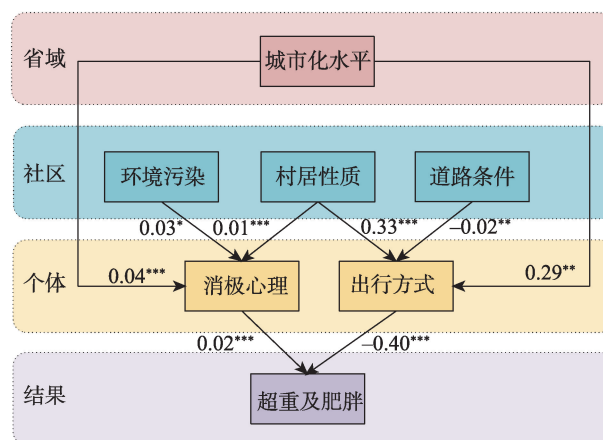 省域
城市化水平
社区
环境污染
村居性质
道路条件
0.03*
0.01***
0.33***
–0.02**
个体
0.04***
消极心理
出行方式
0.29**
0.02***
–0.40***
结果
超重及肥胖